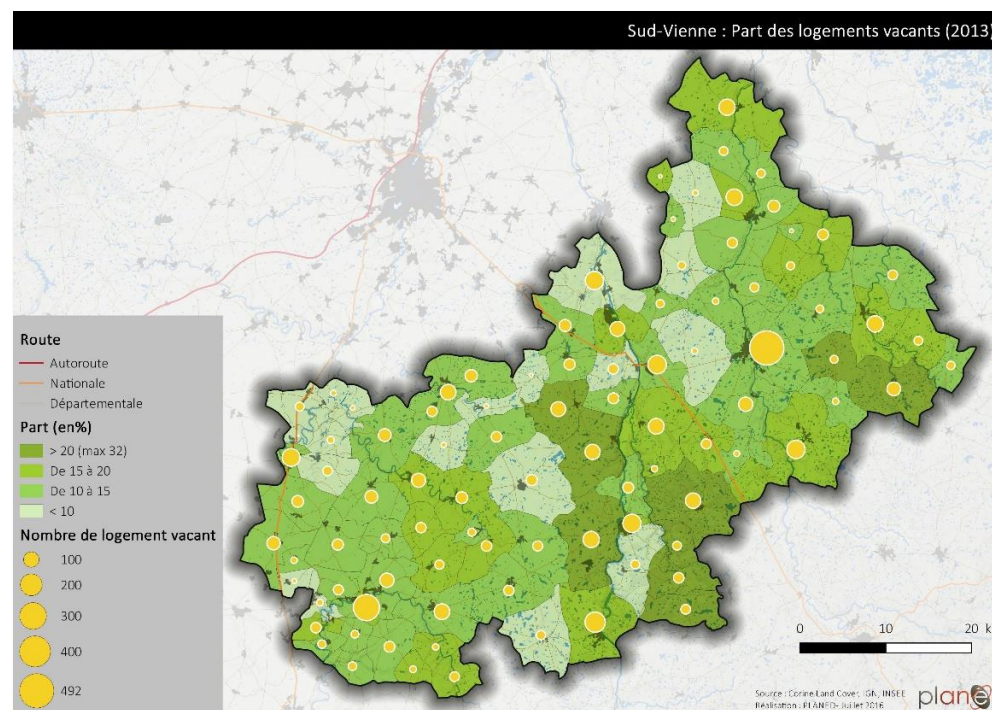 Sud-Vienne : Part des logements vacants (2013)
Route
Autoroute
Nationale
Départementale
Part (en%)
> 20 (max 32)
De 15 à 20
De 10 à 15
< 10
Nombre de logement vacant
100
200
300
400
492
0 10 20 k
Source : Corine Land Cover, IGN, INSEE
Réalisation : PLANED- Juillet 2016
plané